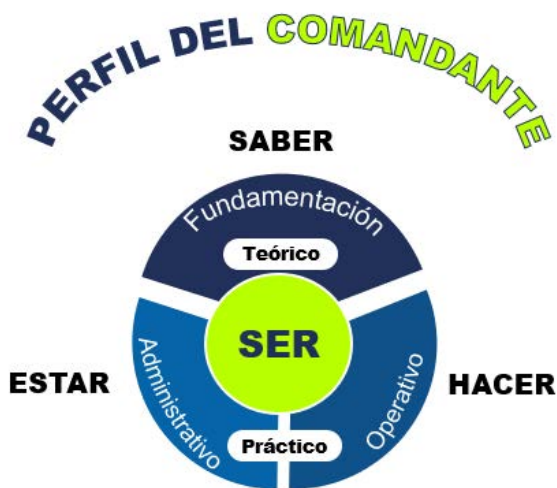 PERFIL DEL COMANDANTE
SABER
Fundamentación
Teórico
SER
ESTAR
Administrativo
Operativo
HACER
Práctico